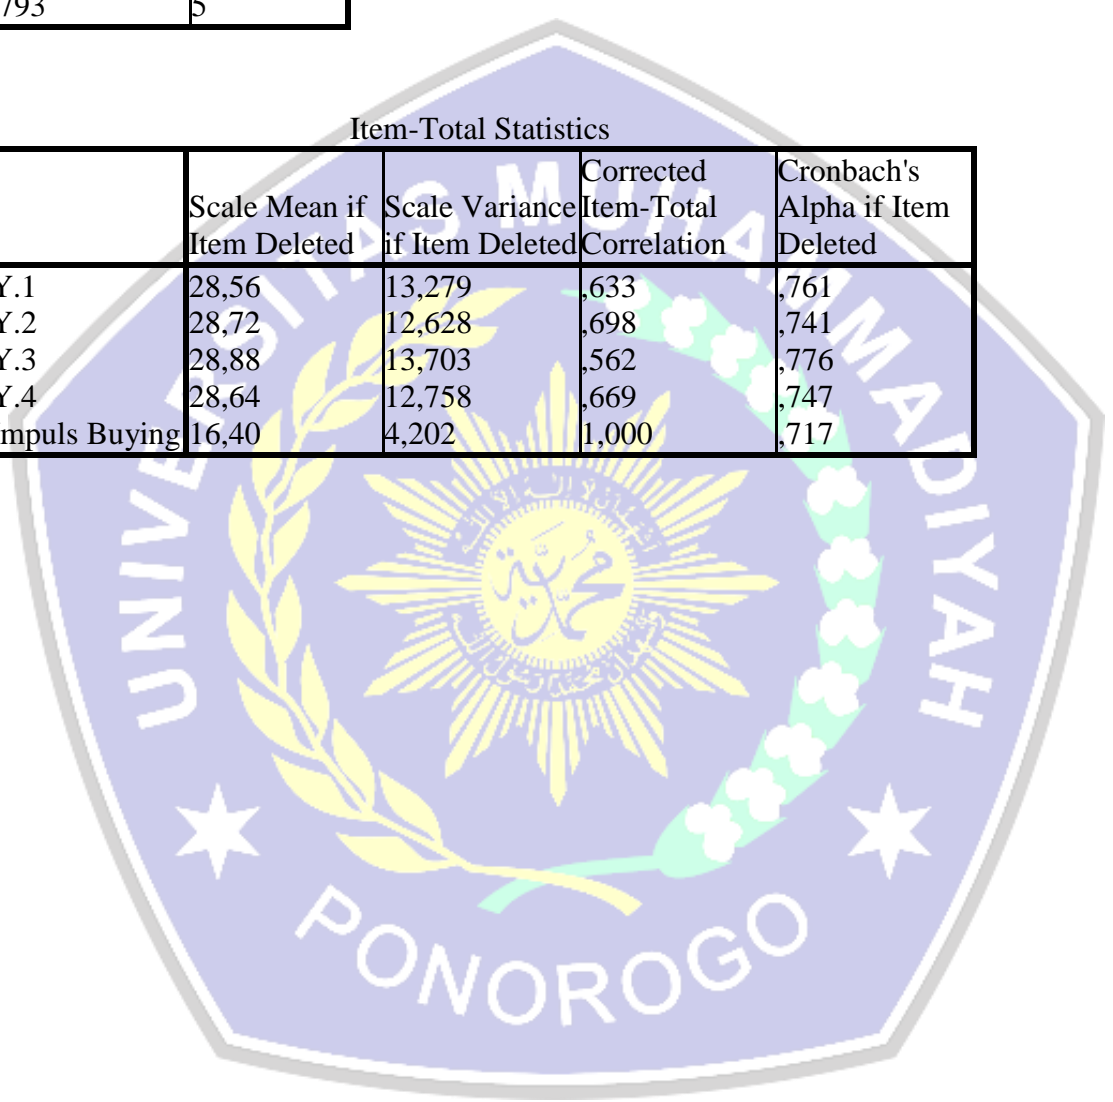 793 5
Item-Total Statistics
Corrected Cronbach's
Scale Mean if Scale Variance Item-Total Alpha if Item
Item Deleted if Item Deleted Correlation Deleted
Y.1 28,56 13,279 ,633 ,761
Y.2 28,72 12,628 ,698 ,741
Y.3 28,88 13,703 ,562 ,776
Y.4 28,64 12,758 ,669 ,747
mpuls Buying 16,40 4,202 1,000 ,717
UNIVERSITAS MUHAMMADIYAH
PONOROGO